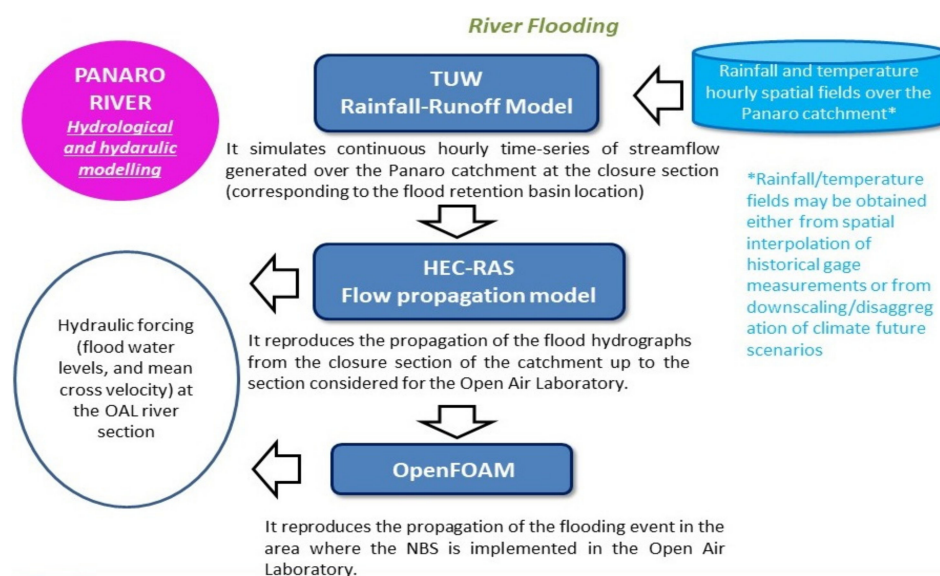 River Flooding
PANARO
RIVER
Hydrological
and hydarulic
modelling
TUW
Rainfall-Runoff Model
Rainfall and temperature
hourly spatial fields over the
Panaro catchment*
It simulates continuous hourly time-series of streamflow
generated over the Panaro catchment at the closure section
(corresponding to the flood retention basin location)
*Rainfall/temperature
fields may be obtained
either from spatial
interpolation of
historical gage
measurements or from
downscaling/disaggreg
ation of climate future
scenarios
HEC-RAS
Flow propagation model
Hydraulic forcing
(flood water
levels, and mean
cross velocity) at
the OAL river
section
It reproduces the propagation of the flood hydrographs
from the closure section of the catchment up to the
section considered for the Open Air Laboratory.
OpenFOAM
It reproduces the propagation of the flooding event in the
area where the NBS is implemented in the Open Air
Laboratory.